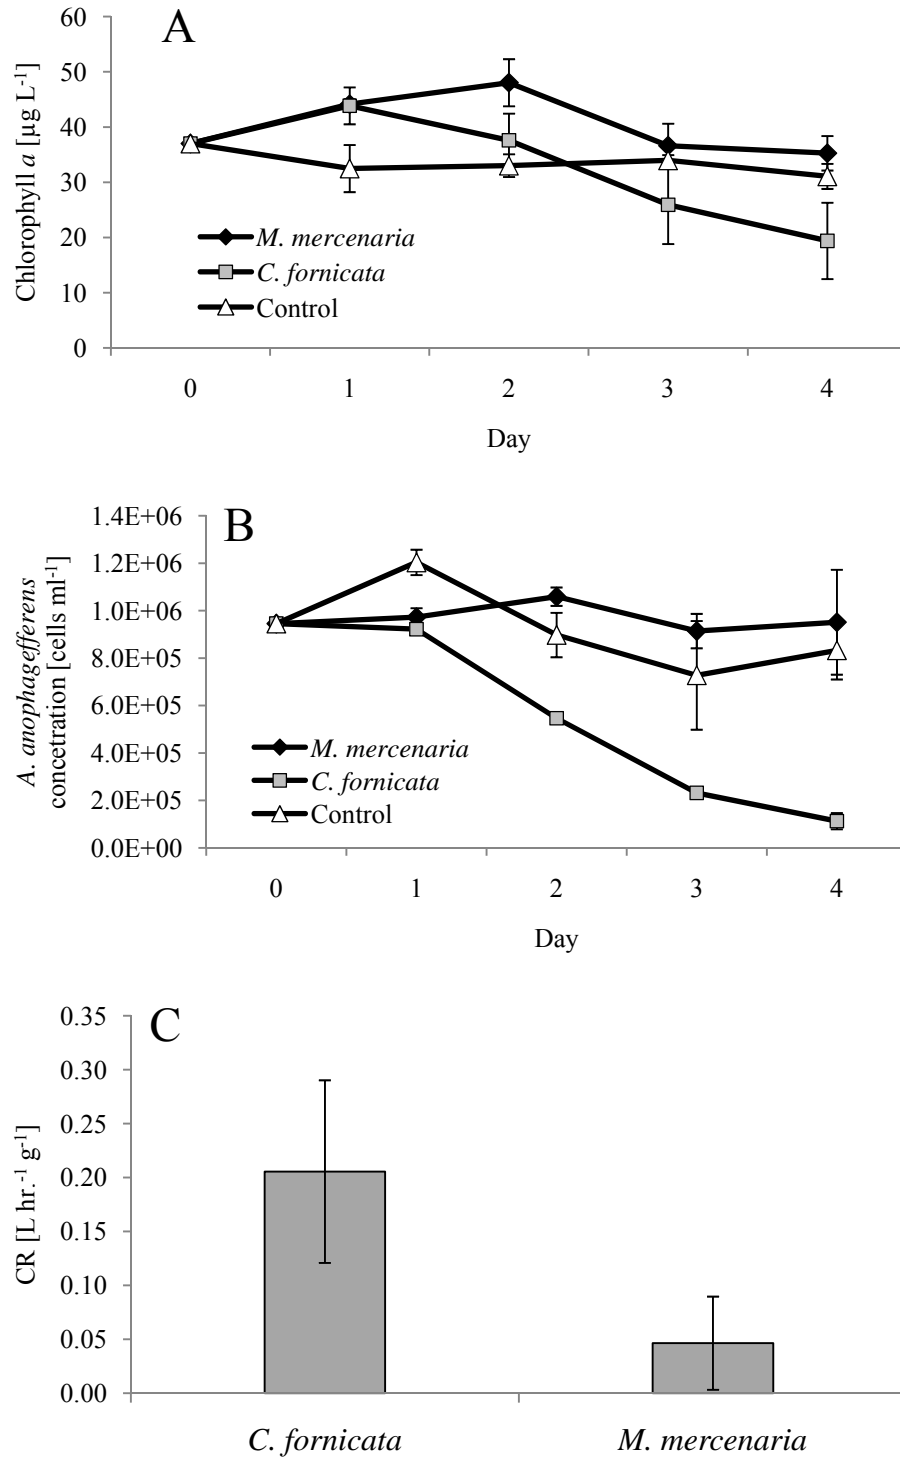 A
60
50
40
30
20
10
0
Chlorophyll a [µg L-1]
M. mercenaria
C. fornicata
Control
0 1 2 3 4
Day
B
1.4E+06
1.2E+06
1.0E+06
8.0E+05
6.0E+05
4.0E+05
2.0E+05
0.0E+00
A. anophagefferens
concetration [cells ml-1]
M. mercenaria
C. fornicata
Control
0 1 2 3 4
Day
C
0.35
0.30
0.25
0.20
0.15
0.10
0.05
0.00
CR [L hr.-1 g-1]
C. fornicata M. mercenaria